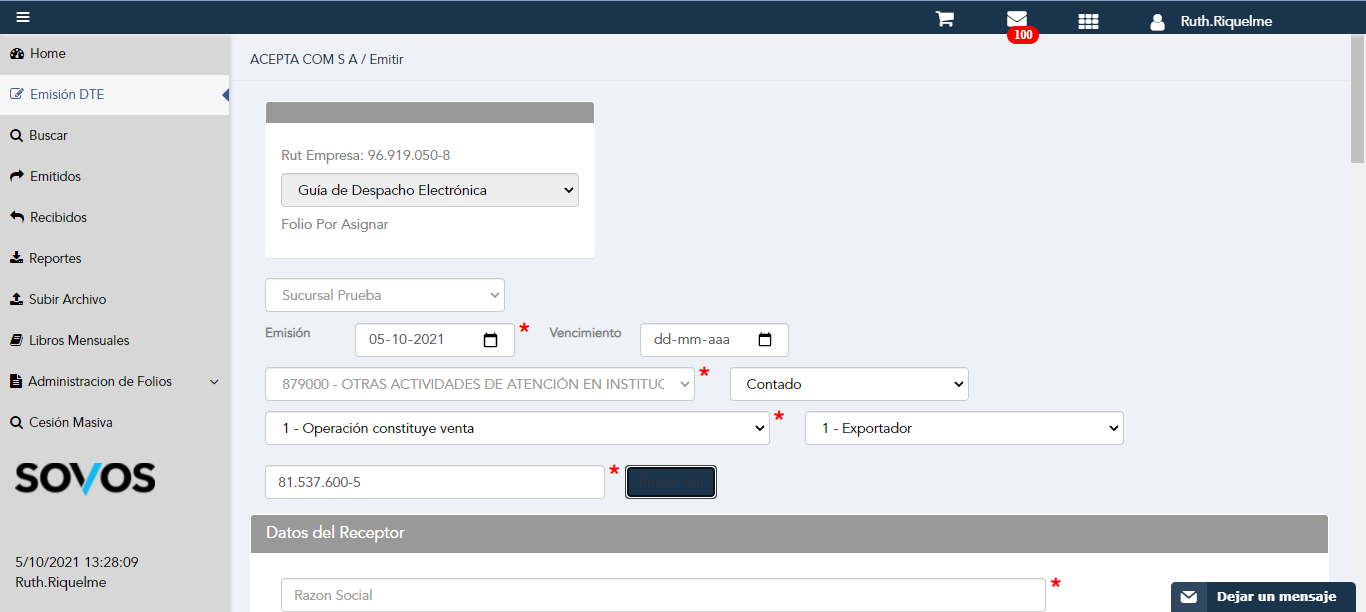 100
Ruth.Riquelme
Home
Emisión DTE
Buscar
Emitidos
Recibidos
Reportes
Subir Archivo
Libros Mensuales
Administracion de Folios
Cesión Masiva
SOVOS
5/10/2021 13:28:09
Ruth.Riquelme
ACEPTA COM S A / Emitir
Rut Empresa: 96.919.050-8
Guía de Despacho Electrónica
Folio Por Asignar
Sucursal Prueba
Emisión 05-10-2021 * Vencimiento dd-mm-aaa
879000 - OTRAS ACTIVIDADES DE ATENCIÓN EN INSTITUC * Contado
1 - Operación constituye venta * 1 - Exportador
81.537.600-5 *
Datos del Receptor
Razon Social *
Dejar un mensaje